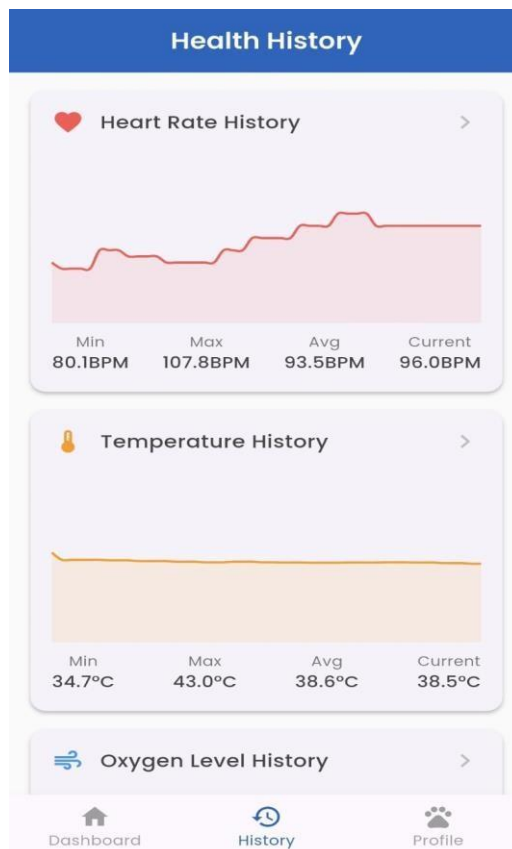 Health History
Heart Rate History
Min Max Avg Current
80.1BPM 107.8BPM 93.5BPM 96.0BPM
Temperature History
Min Max Avg Current
34.7°C 43.0°C 38.6°C 38.5°C
Oxygen Level History
Dashboard History Profile